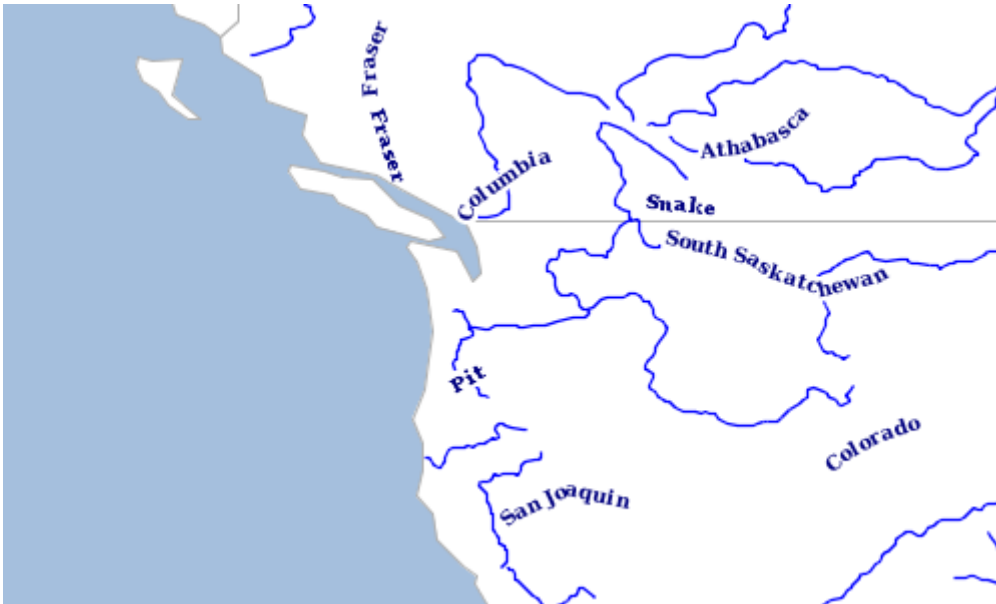 Fraser
Fraser
Athabasca
Columbia
Snake
South Saskatchewan
Pit
Colorado
San Joaquin